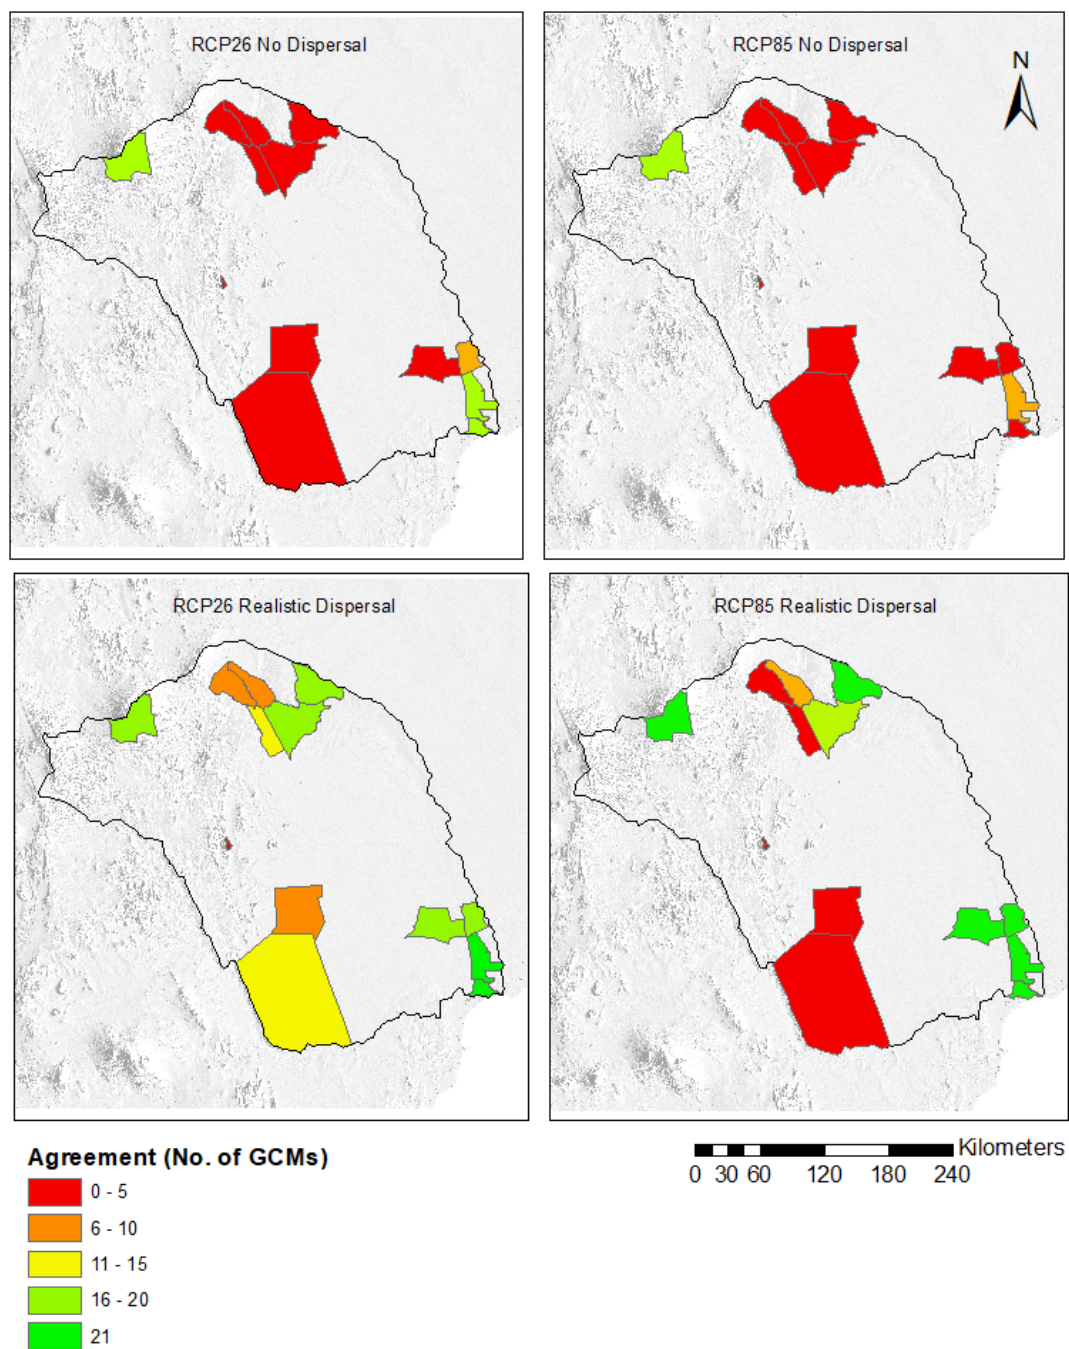 RCP26 No Dispersal
RCP85 No Dispersal
N
RCP26 Realistic Dispersal
RCP85 Realistic Dispersal
Agreement (No. of GCMs)
0 - 5
6 - 10
11 - 15
16 - 20
21
Kilometers
0 30 60 120 180 240